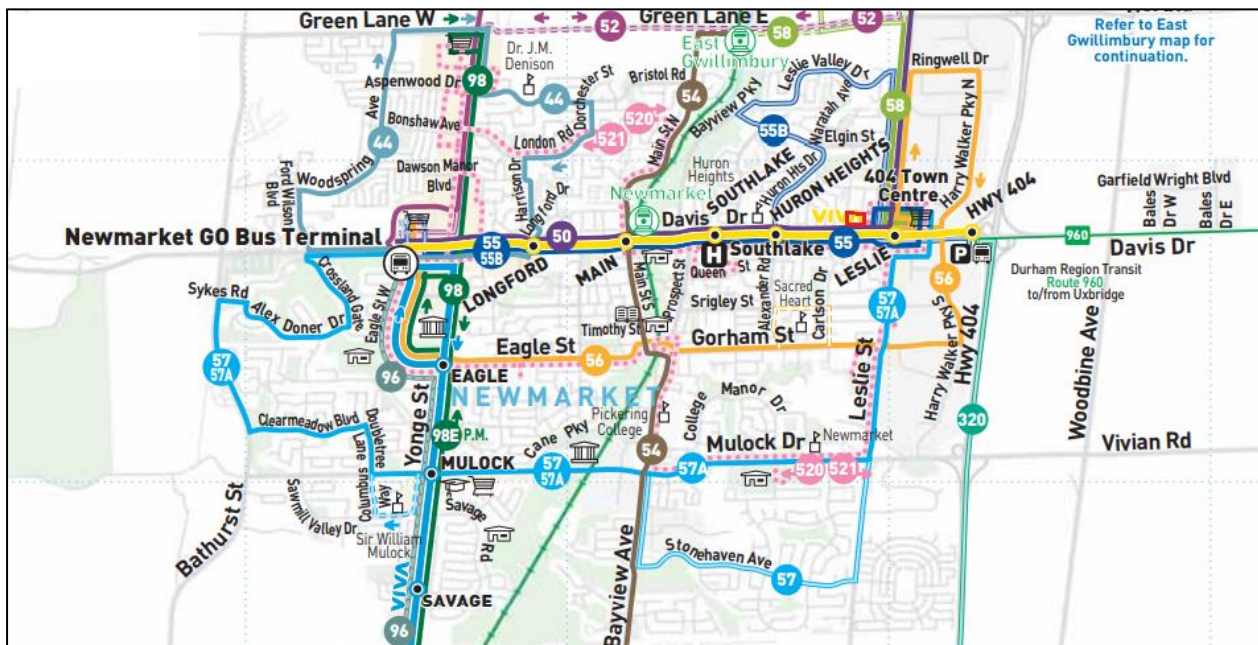 Green Lane W
52
Green Lane E
58
52
Refer to East
Gwillimbury map for
continuation.
Dr. J.M.
Denison
East
Gwillimbury
Ringwell Dr
Aspenwood Dr
98
Bristol Rd
Leslie Valley Dr
44
Dorchester St
54
Bayview Pky
Waratah Ave
58
Harry Walker Pky N
Ave
44
Bonshaw Ave
London Rd
520
521
Main St N
55B
Elgin St
Woodspring
Ford Wilson
Blvd
Dawson Manor
Blvd
Harrison Dr
Longford Dr
Huron
Heights
Huron Hts Dr
SOUTHLAKE
HURON HEIGHTS
404 Town
Centre
HWY 404
Garfield Wright Blvd
Bales
Dr W
Bales
Dr E
Newmarket
viva
Newmarket GO Bus Terminal
55
55B
50
LONGFORD
MAIN
Davis
Dr
H
Southlake
55
LESLIE
P
960
Davis Dr
Durham Region Transit
Route 960
to/from Uxbridge
Crossland Gate
Eagle St W
98
Main St S
Prospect St
Queen
St
Alexander Rd
Sacred
Heart
Carlson Dr
57
57A
56
Sykes Rd
Alex Doner Dr
Srigley St
Timothy St
Gorham St
Eagle St
56
57
57A
96
EAGLE
NEWMARKET
Harry Walker Pky S
Hwy 404
Woodbine Ave
Leslie St
Clearmeadow Blvd
Doubletree
Lane
Yonge St
98E
P.M.
Cane Pky
Pickering
College
College
Manor Dr
Mulock Dr
Newmarket
320
Vivian Rd
MULOCK
57
57A
54
57A
520
521
Columbus
Way
Savage
Rd
Sawmill Valley Dr
Sir William
Mulock
Bathurst St
Stonehaven Ave
57
viva
SAVAGE
96
Bayview Ave